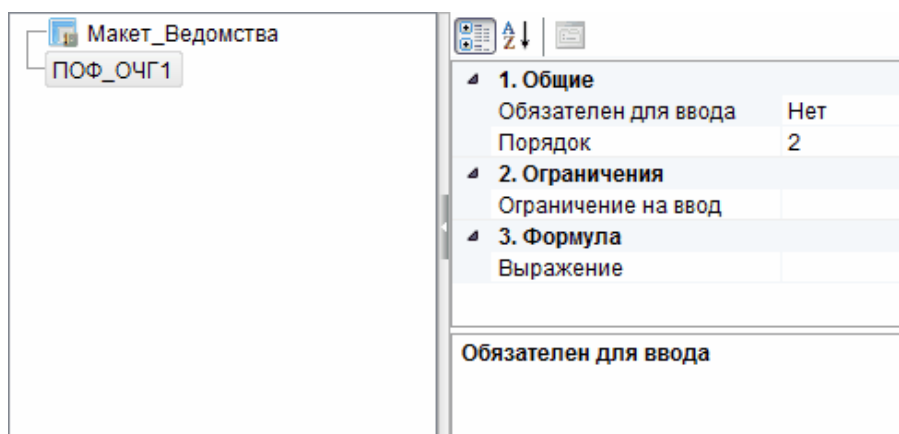 Макет_Ведомства
ПОФ_ОЧГ1
1. Общие
Обязателен для ввода Нет
Порядок 2
2. Ограничения
Ограничение на ввод
3. Формула
Выражение
Обязателен для ввода